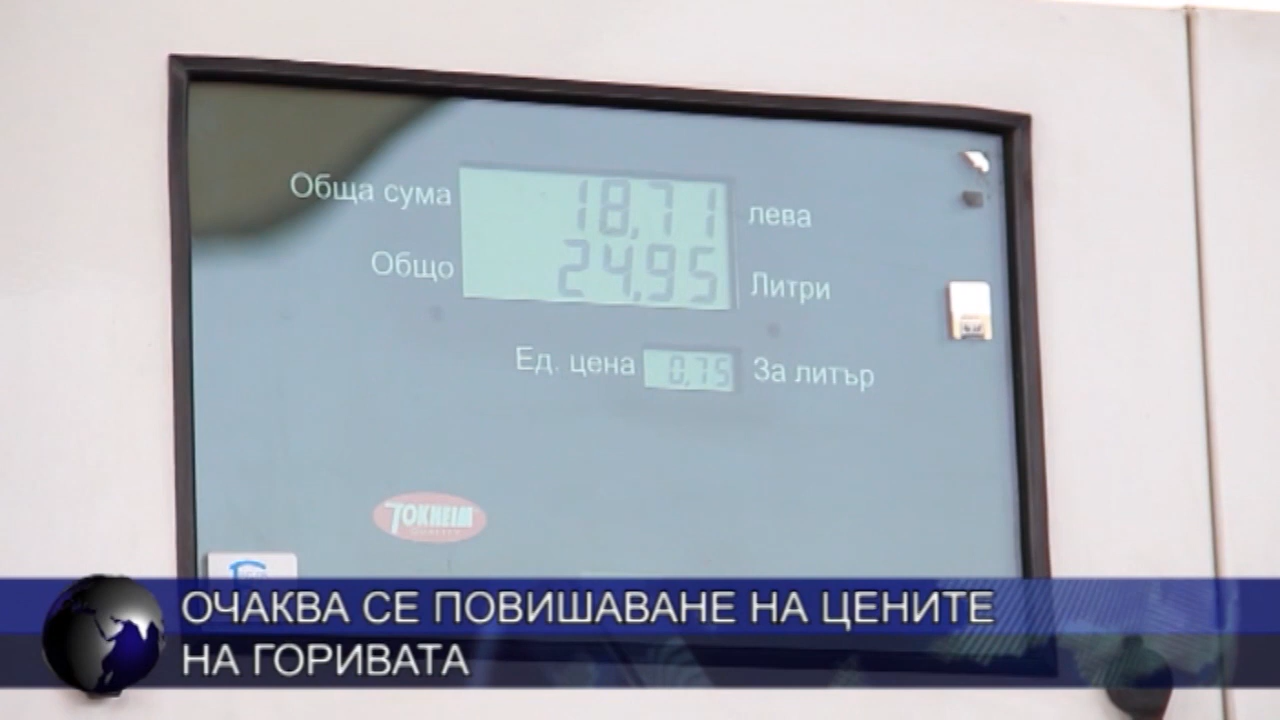 Обща сума 18,71 лева
Общо 24,95 Литри
Ед. цена 0,75 За литър
TOKHEIM
ОЧАКВА СЕ ПОВИШАВАНЕ НА ЦЕНИТЕ
НА ГОРИВАТА